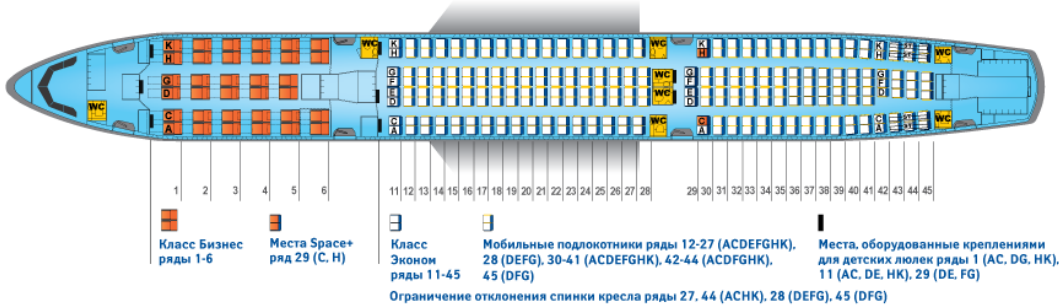 WC WC WC WC
K K K K
H H H H
G G G G
D F F F
E E D
D D
WC WC
C C C C
A A A A
WC WC WC WC
1 2 3 4 5 6 11 12 13 14 15 16 17 18 19 20 21 22 23 24 25 26 27 28 29 30 31 32 33 34 35 36 37 38 39 40 41 42 43 44 45
Класс Бизнес
ряды 1-6
Места Space+
ряд 29 (C, H)
Класс
Эконом
ряды 11-45
Мобильные подлокотники ряды 12-27 (ACDEFGHK),
28 (DEFG), 30-41 (ACDEFGHK), 42-44 (ACDFGHK),
45 (DFG)
Места, оборудованные креплениями
для детских люлек ряды 1 (AC, DG, HK),
11 (AC, DE, HK), 29 (DE, FG)
Ограничение отклонения спинки кресла ряды 27, 44 (ACHK), 28 (DEFG), 45 (DFG)